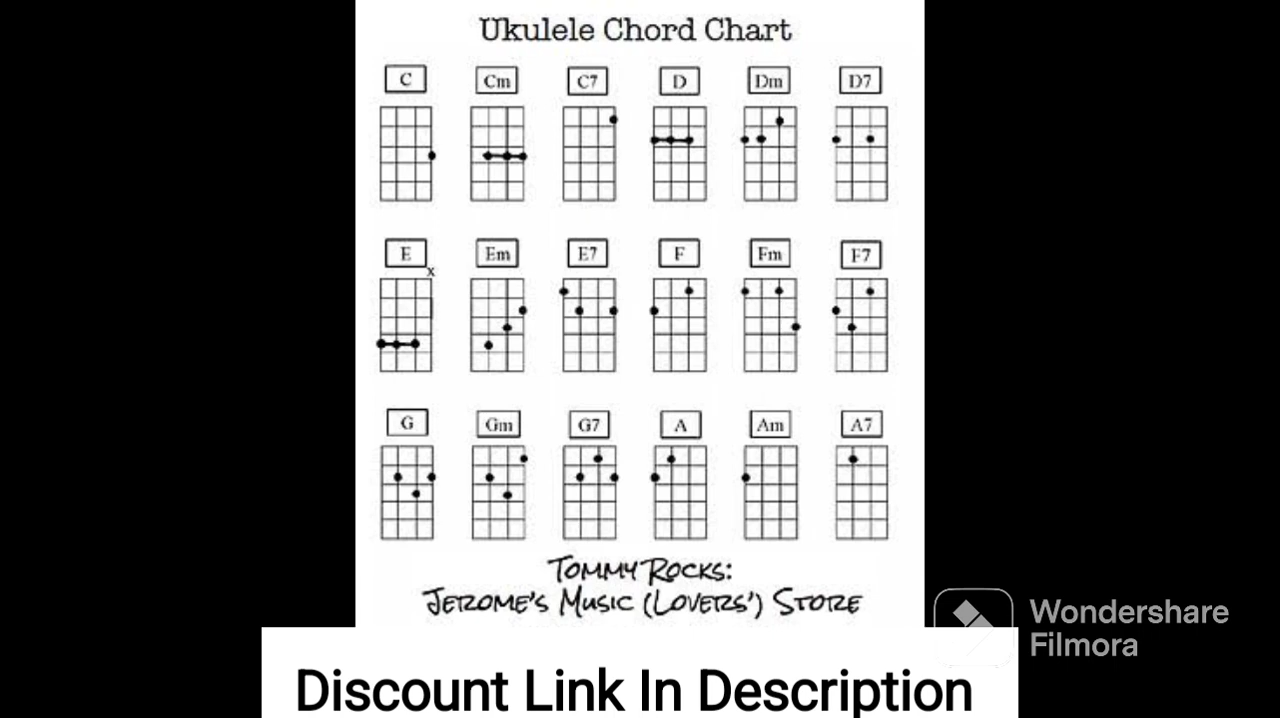 Ukulele Chord Chart
C Cm C7 D Dm D7
E Em E7 F Fm F7
x
G Gm G7 A Am A7
Tommy Rocks:
Jerome's Music (Lovers') Store
Wondershare
Filmora
Discount Link In Description